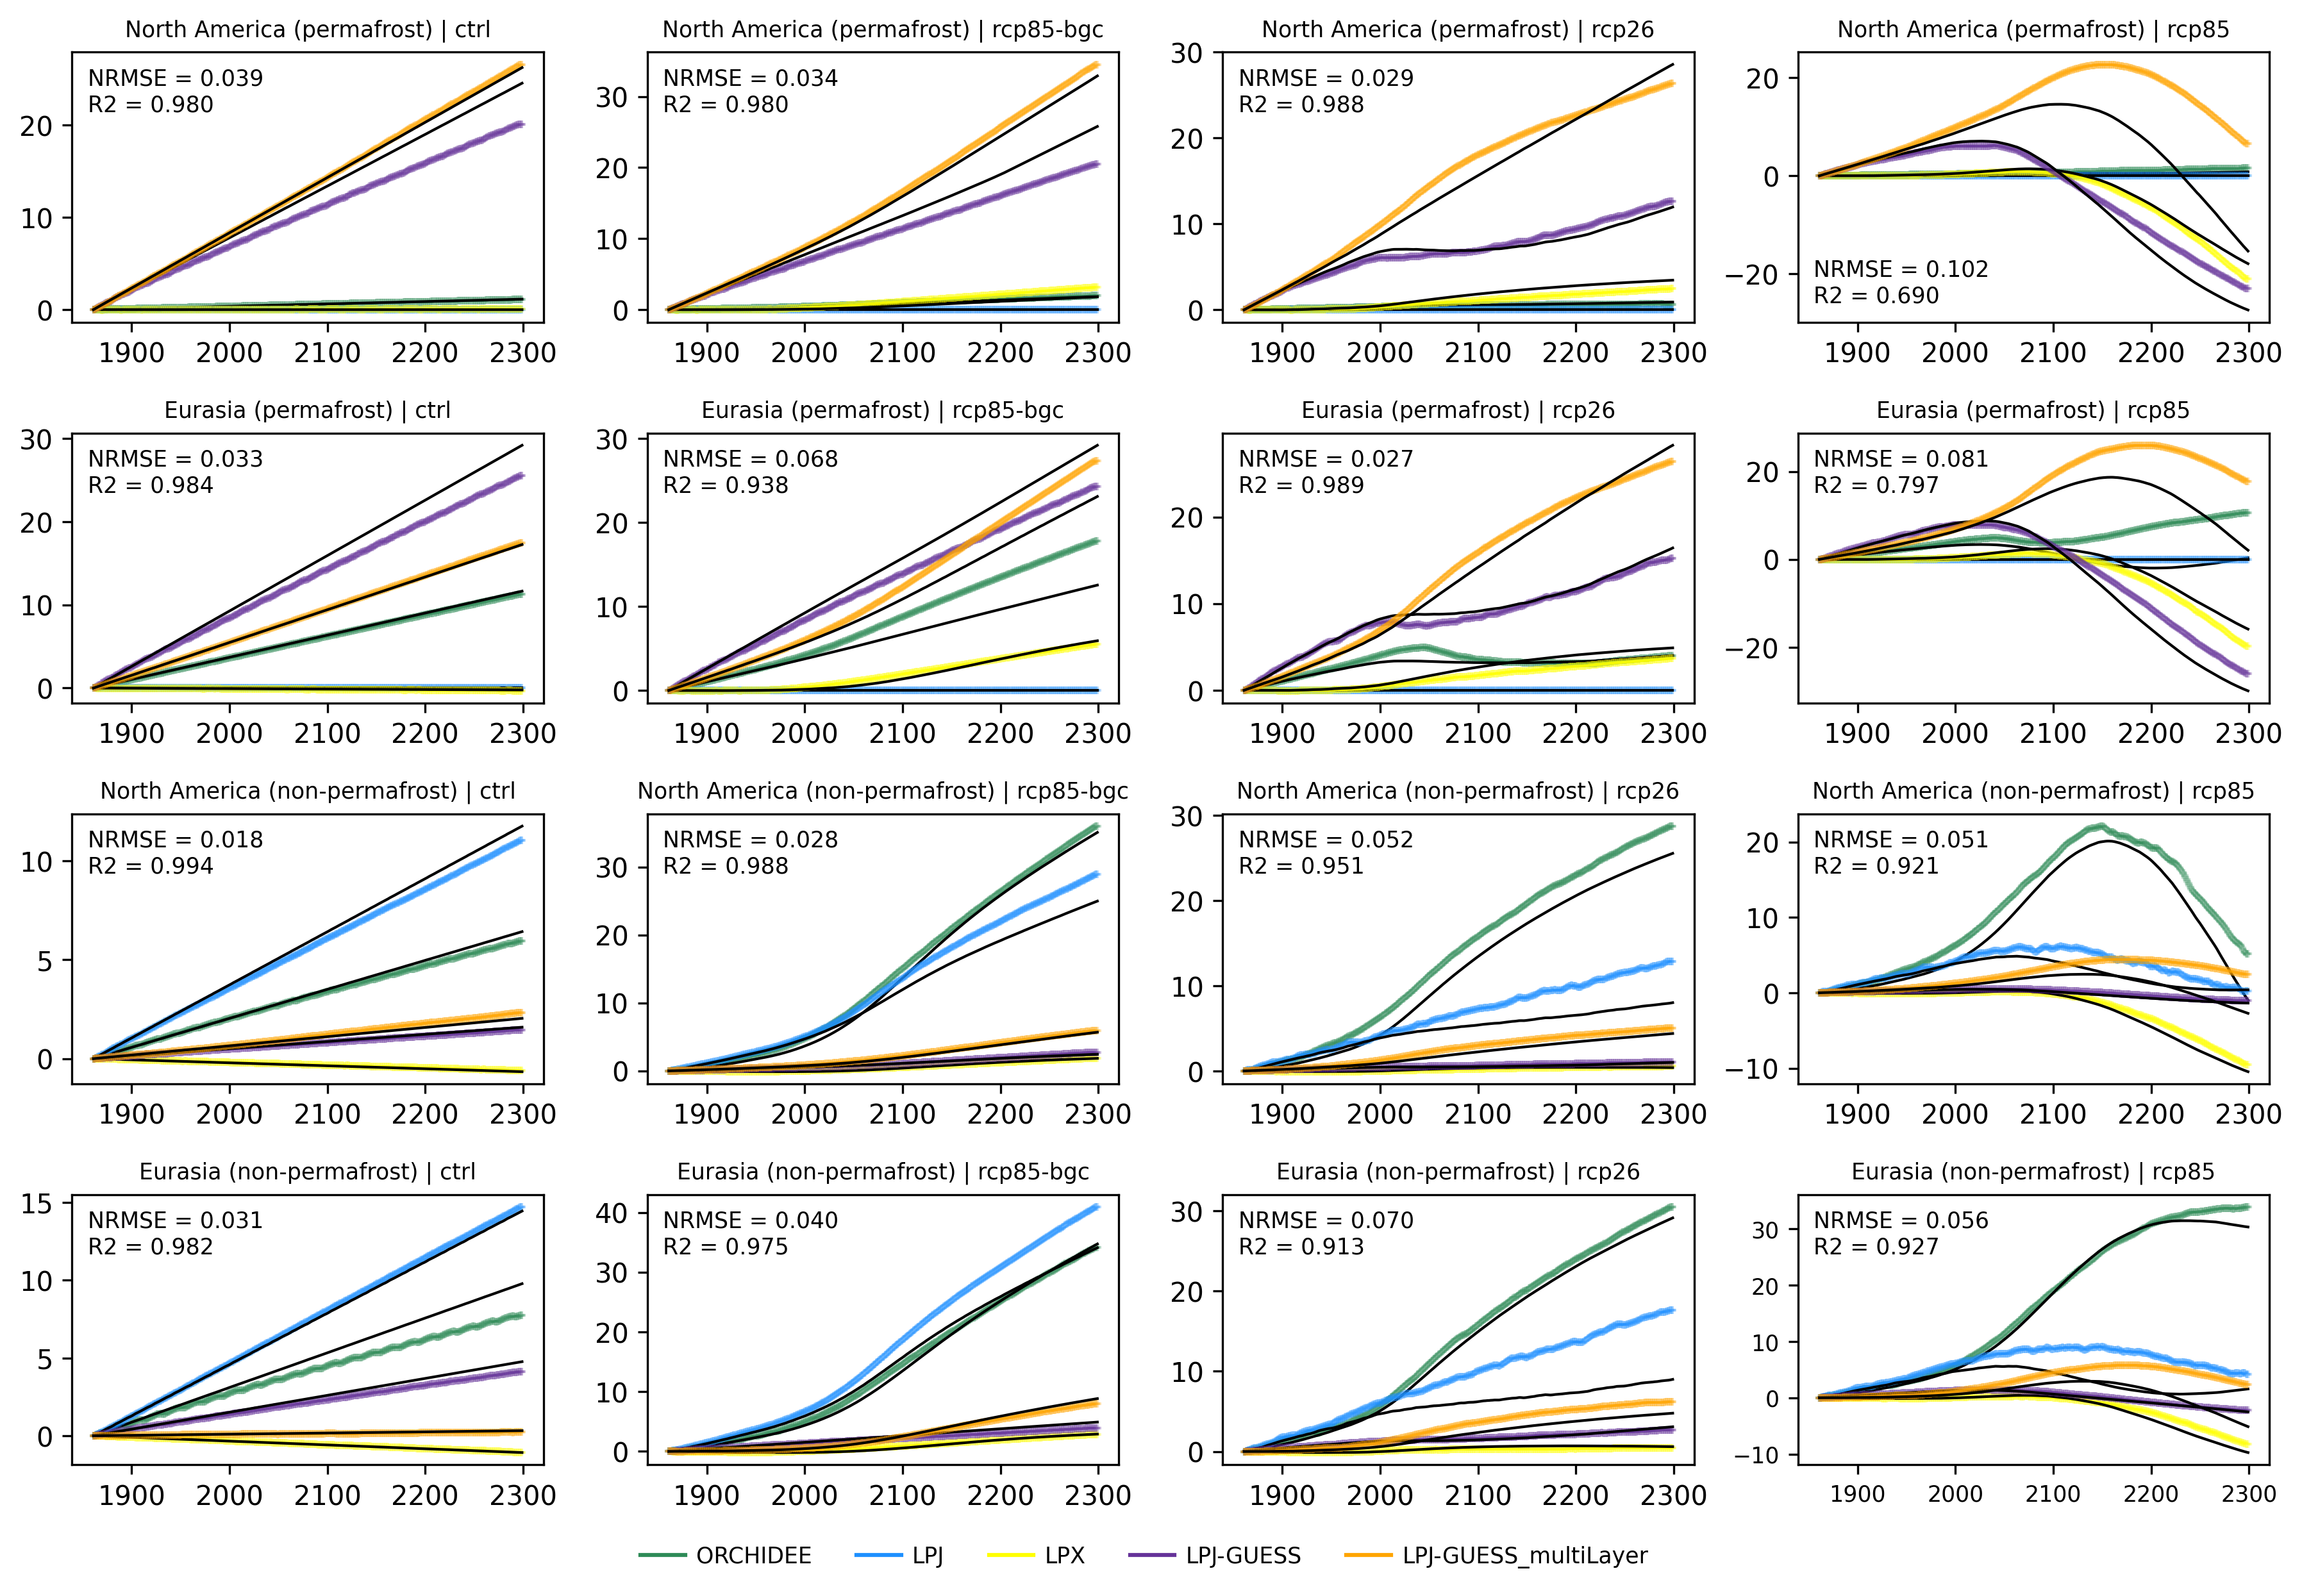 North America (permafrost) | ctrl
NRMSE = 0.039
R2 = 0.980
20
10
0
1900 2000 2100 2200 2300
North America (permafrost) | rcp85-bgc
NRMSE = 0.034
R2 = 0.980
30
20
10
0
1900 2000 2100 2200 2300
North America (permafrost) | rcp26
NRMSE = 0.029
R2 = 0.988
30
20
10
0
1900 2000 2100 2200 2300
North America (permafrost) | rcp85
20
0
−20
NRMSE = 0.102
R2 = 0.690
1900 2000 2100 2200 2300
Eurasia (permafrost) | ctrl
NRMSE = 0.033
R2 = 0.984
30
20
10
0
1900 2000 2100 2200 2300
Eurasia (permafrost) | rcp85-bgc
NRMSE = 0.068
R2 = 0.938
30
20
10
0
1900 2000 2100 2200 2300
Eurasia (permafrost) | rcp26
NRMSE = 0.027
R2 = 0.989
20
10
0
1900 2000 2100 2200 2300
Eurasia (permafrost) | rcp85
NRMSE = 0.081
R2 = 0.797
20
0
−20
1900 2000 2100 2200 2300
North America (non-permafrost) | ctrl
NRMSE = 0.018
R2 = 0.994
10
5
0
1900 2000 2100 2200 2300
North America (non-permafrost) | rcp85-bgc
NRMSE = 0.028
R2 = 0.988
30
20
10
0
1900 2000 2100 2200 2300
North America (non-permafrost) | rcp26
NRMSE = 0.052
R2 = 0.951
30
20
10
0
1900 2000 2100 2200 2300
North America (non-permafrost) | rcp85
NRMSE = 0.051
R2 = 0.921
20
10
0
−10
1900 2000 2100 2200 2300
Eurasia (non-permafrost) | ctrl
NRMSE = 0.031
R2 = 0.982
15
10
5
0
1900 2000 2100 2200 2300
Eurasia (non-permafrost) | rcp85-bgc
NRMSE = 0.040
R2 = 0.975
40
30
20
10
0
1900 2000 2100 2200 2300
Eurasia (non-permafrost) | rcp26
NRMSE = 0.070
R2 = 0.913
30
20
10
0
1900 2000 2100 2200 2300
Eurasia (non-permafrost) | rcp85
NRMSE = 0.056
R2 = 0.927
30
20
10
0
−10
1900 2000 2100 2200 2300
ORCHIDEE LPJ LPX LPJ-GUESS LPJ-GUESS_multiLayer